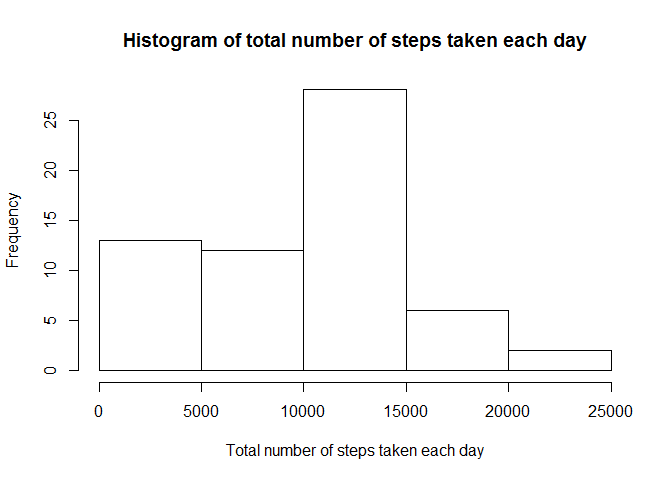 Histogram of total number of steps taken each day
Frequency
25
20
15
10
5
0
0 5000 10000 15000 20000 25000
Total number of steps taken each day